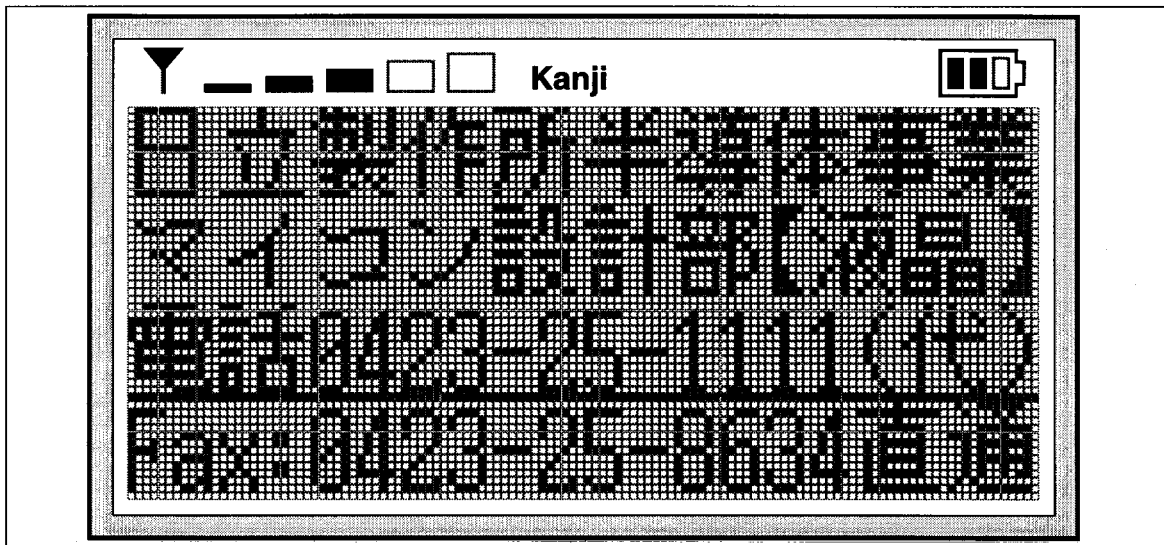 Kanji
日立製作所半導体事業
マイコン設計部【液晶】
電話0423-25-1111(代)
Fax:0423-25-8634直通